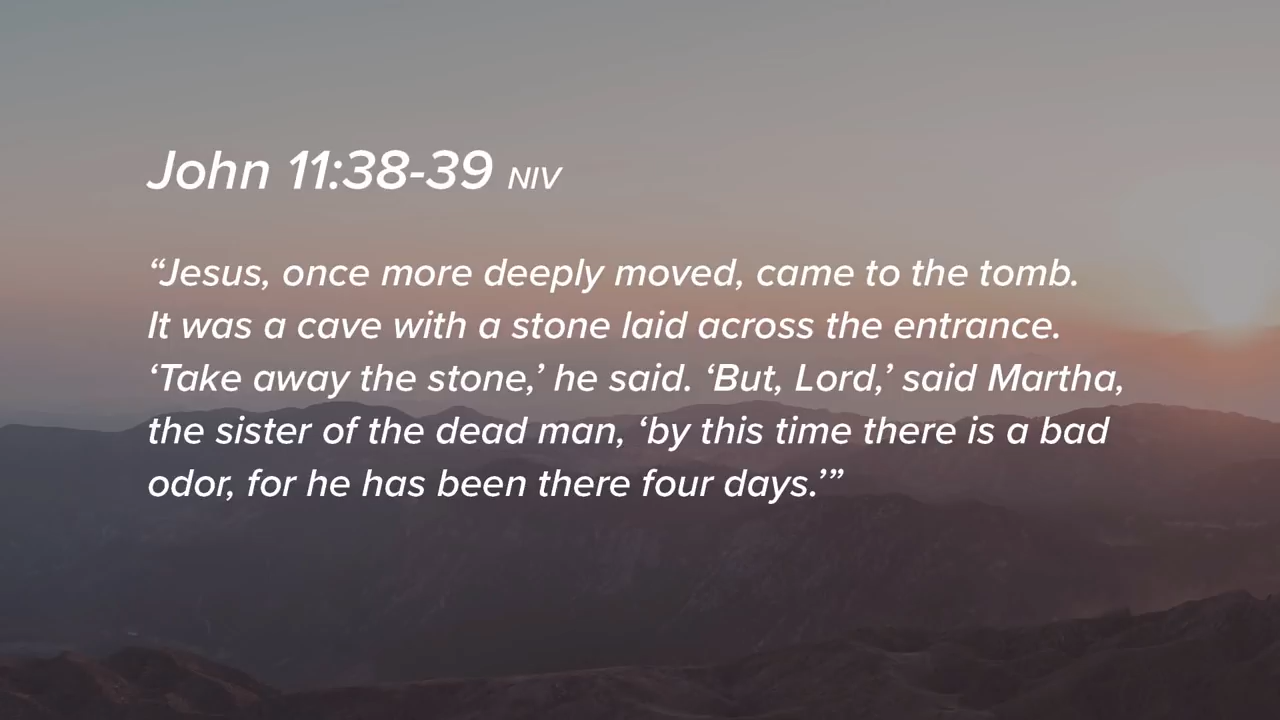 John 11:38-39 NIV
“Jesus, once more deeply moved, came to the tomb.
It was a cave with a stone laid across the entrance.
‘Take away the stone,’ he said. ‘But, Lord,’ said Martha,
the sister of the dead man, ‘by this time there is a bad
odor, for he has been there four days.’”